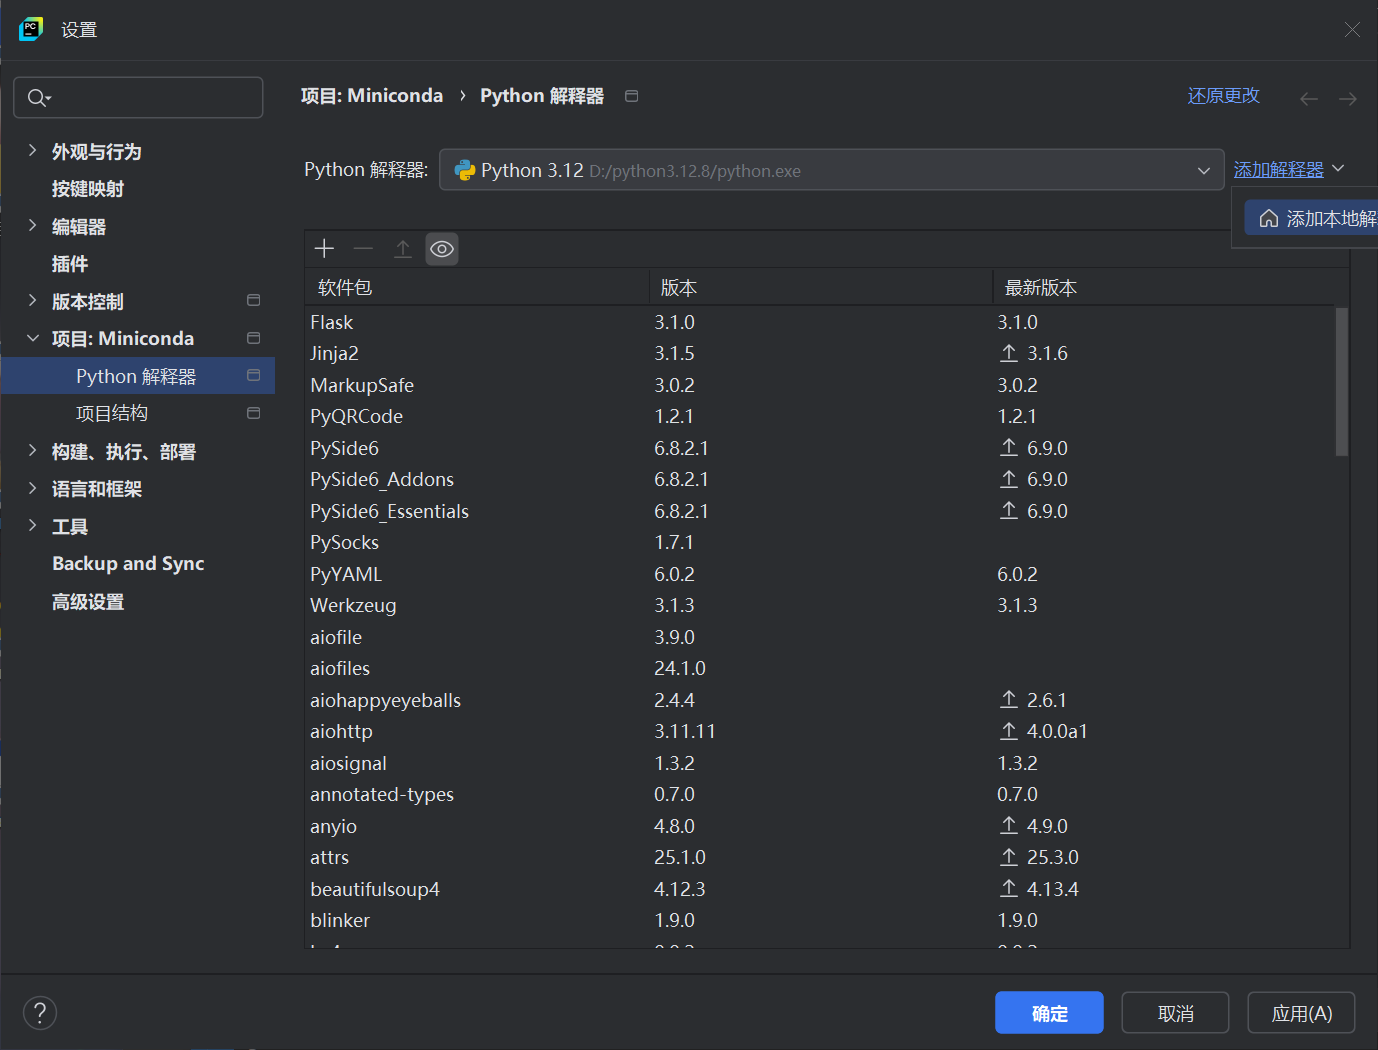 设置
项目: Miniconda › Python 解释器
还原更改
外观与行为
按键映射
编辑器
插件
版本控制
项目: Miniconda
Python 解释器
项目结构
构建、执行、部署
语言和框架
工具
Backup and Sync
高级设置
Python 解释器: Python 3.12 D:/python3.12.8/python.exe
添加解释器
添加本地解
软件包 版本 最新版本
Flask 3.1.0 3.1.0
Jinja2 3.1.5 3.1.6
MarkupSafe 3.0.2 3.0.2
PyQRCode 1.2.1 1.2.1
PySide6 6.8.2.1 6.9.0
PySide6_Addons 6.8.2.1 6.9.0
PySide6_Essentials 6.8.2.1 6.9.0
PySocks 1.7.1
PyYAML 6.0.2 6.0.2
Werkzeug 3.1.3 3.1.3
aiofile 3.9.0
aiofiles 24.1.0
aiohappyeyeballs 2.4.4 2.6.1
aiohttp 3.11.11 4.0.0a1
aiosignal 1.3.2 1.3.2
annotated-types 0.7.0 0.7.0
anyio 4.8.0 4.9.0
attrs 25.1.0 25.3.0
beautifulsoup4 4.12.3 4.13.4
blinker 1.9.0 1.9.0
确定
取消
应用(A)